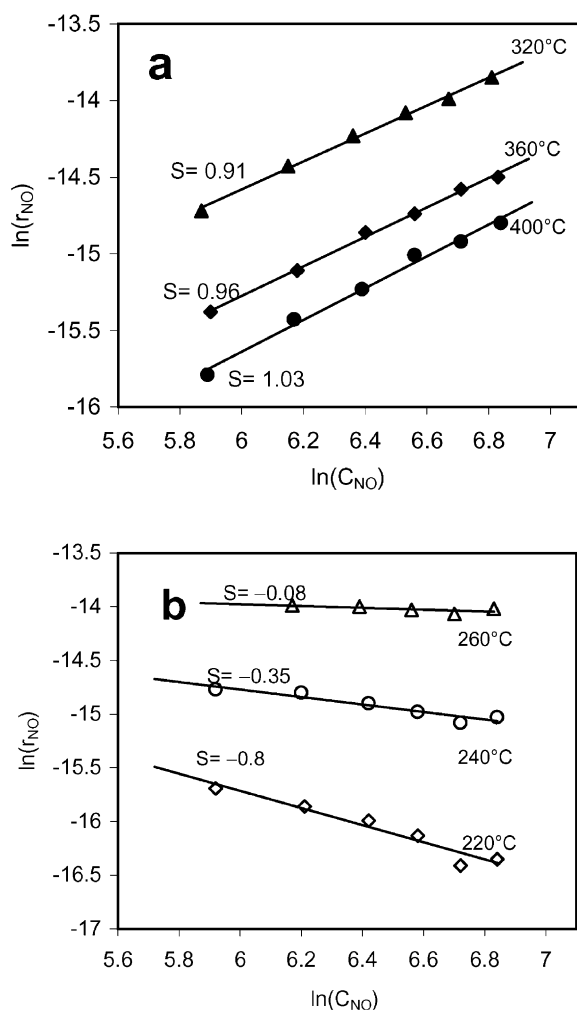 a
-13.5
-14
-14.5
-15
-15.5
-16
ln(r_NO)
320°C
360°C
400°C
S= 0.91
S= 0.96
S= 1.03
5.6 5.8 6 6.2 6.4 6.6 6.8 7
ln(C_NO)
b
-13.5
-14
-14.5
-15
-15.5
-16
-16.5
-17
ln(r_NO)
S= −0.08
260°C
S= −0.35
240°C
S= −0.8
220°C
5.6 5.8 6 6.2 6.4 6.6 6.8 7
ln(C_NO)